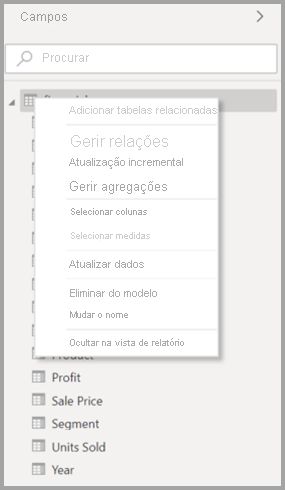 Campos
Procurar
Adicionar tabelas relacionadas
Gerir relações
Atualização incremental
Gerir agregações
Selecionar colunas
Selecionar medidas
Atualizar dados
Eliminar do modelo
Mudar o nome
Ocultar na vista de relatório
Product
Profit
Sale Price
Segment
Units Sold
Year